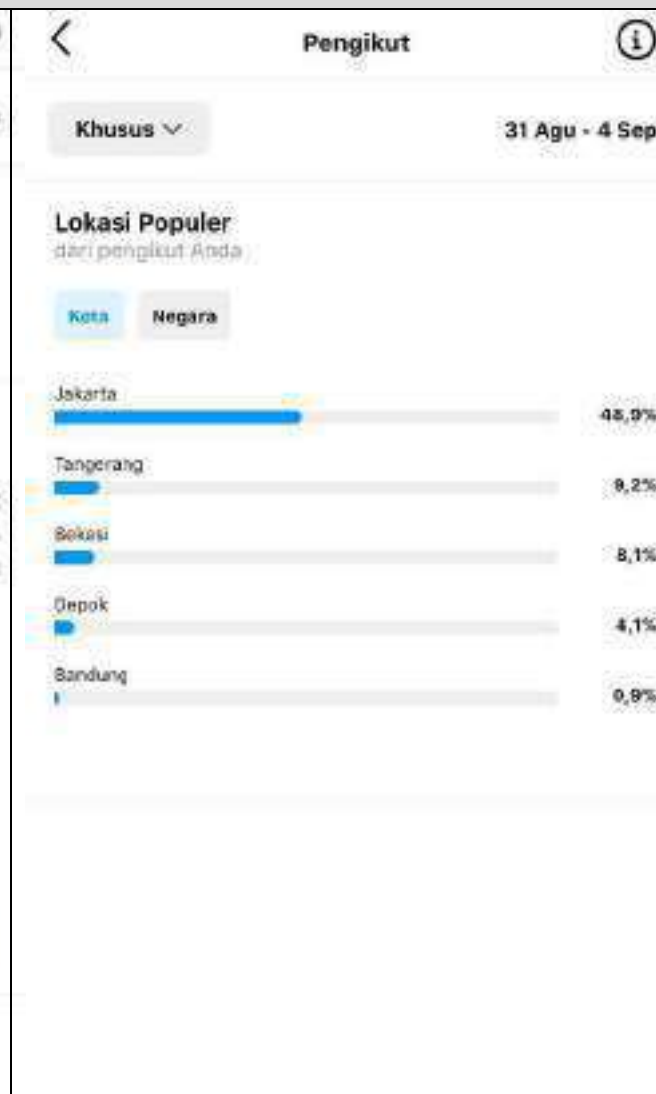 Pengikut
Khusus
31 Agu - 4 Sep
Lokasi Populer
dari pengikut Anda
Kota Negara
Jakarta
48,9%
Tangerang
9,2%
Bekasi
8,1%
Depok
4,1%
Bandung
0,9%